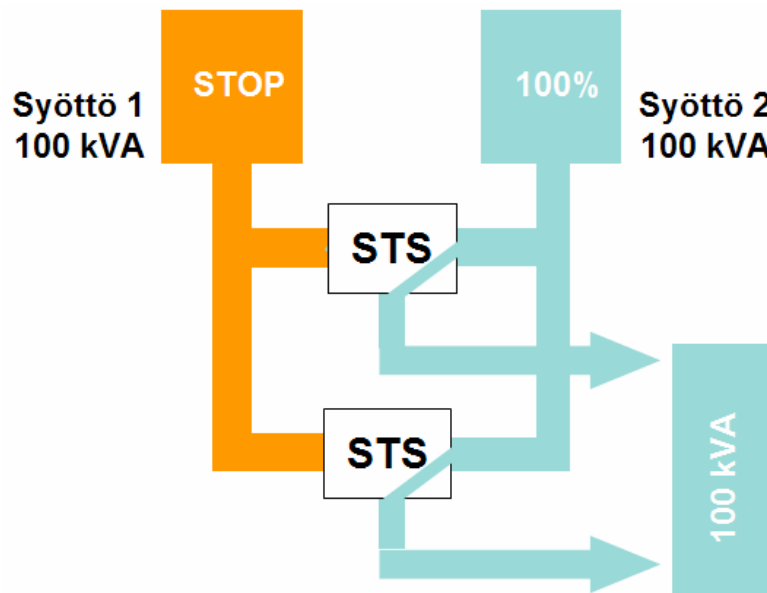 STOP
100%
Syöttö 1
100 kVA
Syöttö 2
100 kVA
STS
STS
100 kVA